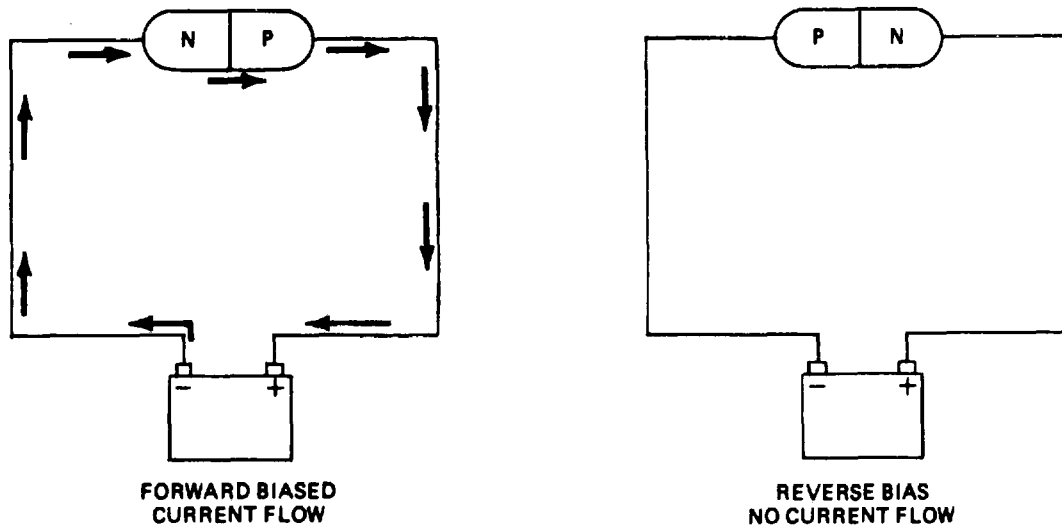 N P
P N
- +
- +
FORWARD BIASED
CURRENT FLOW
REVERSE BIAS
NO CURRENT FLOW